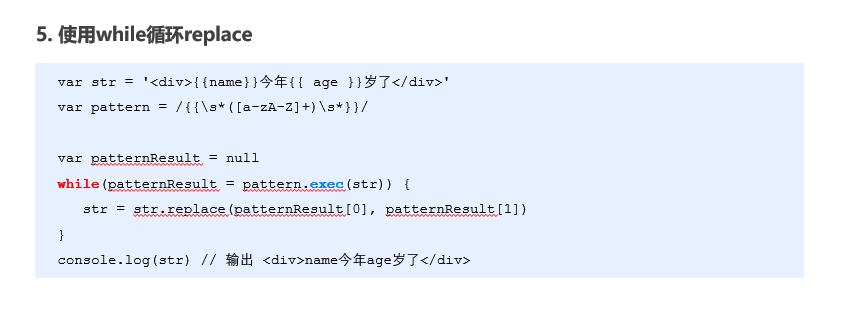 5. 使用while循环replace
var str = '<div>{{name}}今年{{ age }}岁了</div>'
var pattern = /{{\s*([a-zA-Z]+)\s*}}/
var patternResult = null
while(patternResult = pattern.exec(str)) {
str = str.replace(patternResult[0], patternResult[1])
}
console.log(str) // 输出 <div>name今年age岁了</div>